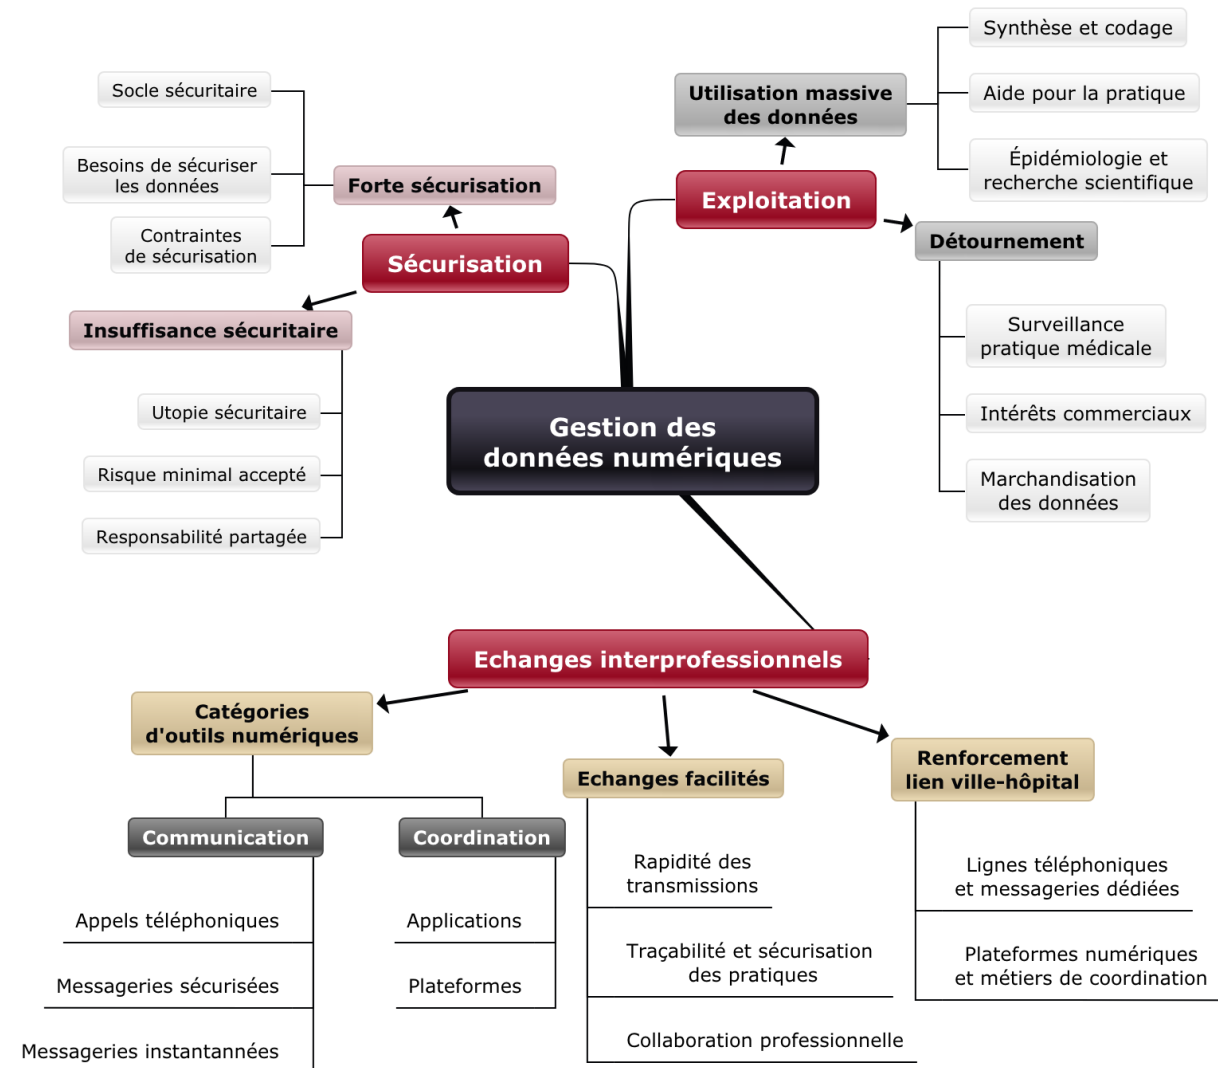 Synthèse et codage
Aide pour la pratique
Épidémiologie et
recherche scientifique
Utilisation massive
des données
Exploitation
Détournement
Surveillance
pratique médicale
Intérêts commerciaux
Marchandisation
des données
Socle sécuritaire
Besoins de sécuriser
les données
Contraintes
de sécurisation
Forte sécurisation
Sécurisation
Insuffisance sécuritaire
Utopie sécuritaire
Risque minimal accepté
Responsabilité partagée
Gestion des
données numériques
Echanges interprofessionnels
Catégories
d'outils numériques
Communication
Appels téléphoniques
Messageries sécurisées
Messageries instantannées
Coordination
Applications
Plateformes
Echanges facilités
Rapidité des
transmissions
Traçabilité et sécurisation
des pratiques
Collaboration professionnelle
Renforcement
lien ville-hôpital
Lignes téléphoniques
et messageries dédiées
Plateformes numériques
et métiers de coordination